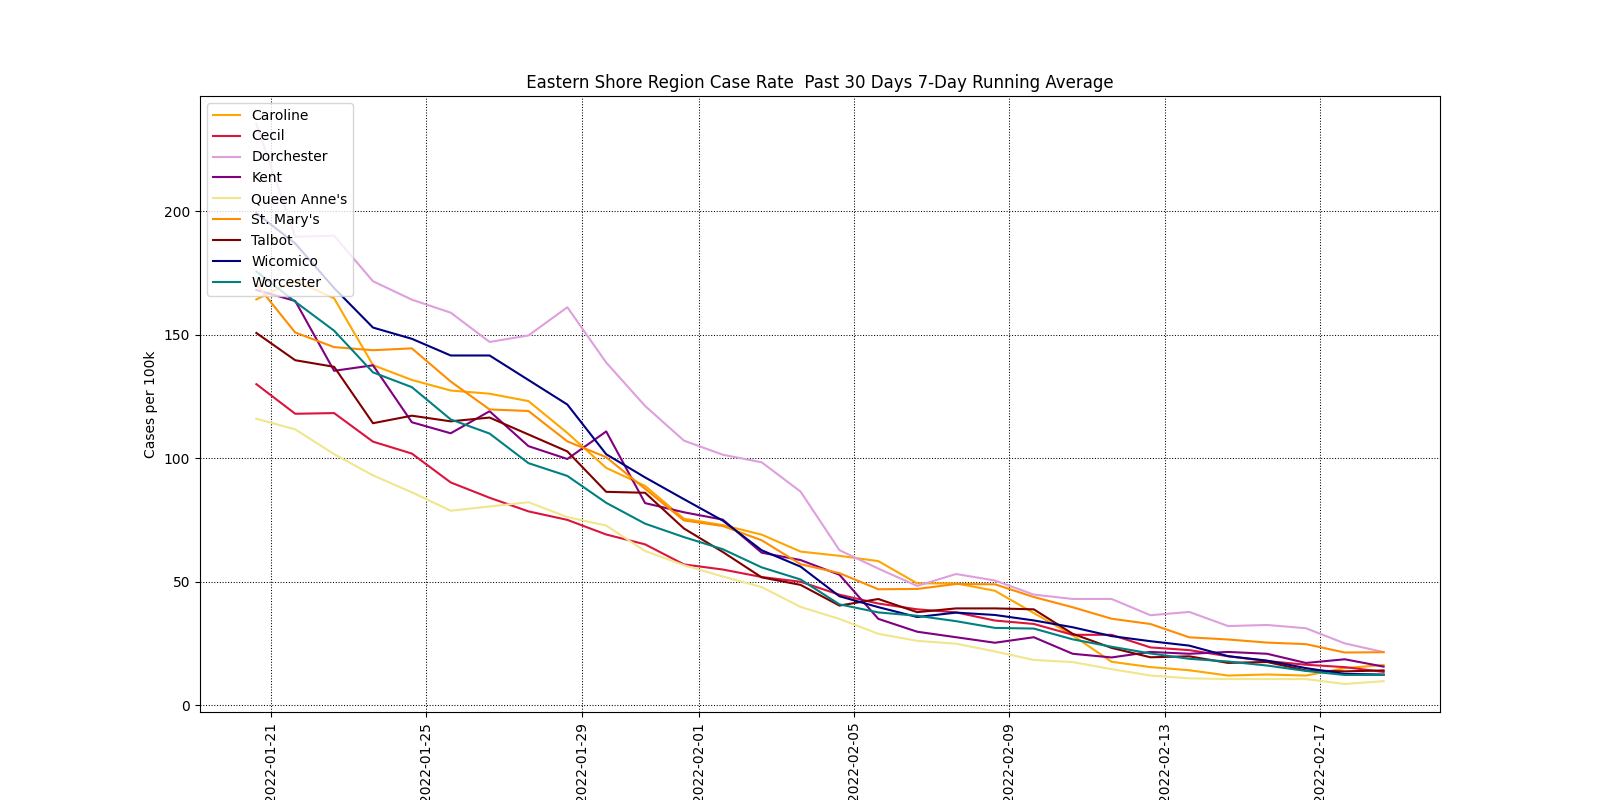 Eastern Shore Region Case Rate  Past 30 Days 7-Day Running Average
Caroline
Cecil
Dorchester
Kent
Queen Anne's
St. Mary's
Talbot
Wicomico
Worcester
Cases per 100k
200
150
100
50
0
2022-01-21
2022-01-25
2022-01-29
2022-02-01
2022-02-05
2022-02-09
2022-02-13
2022-02-17